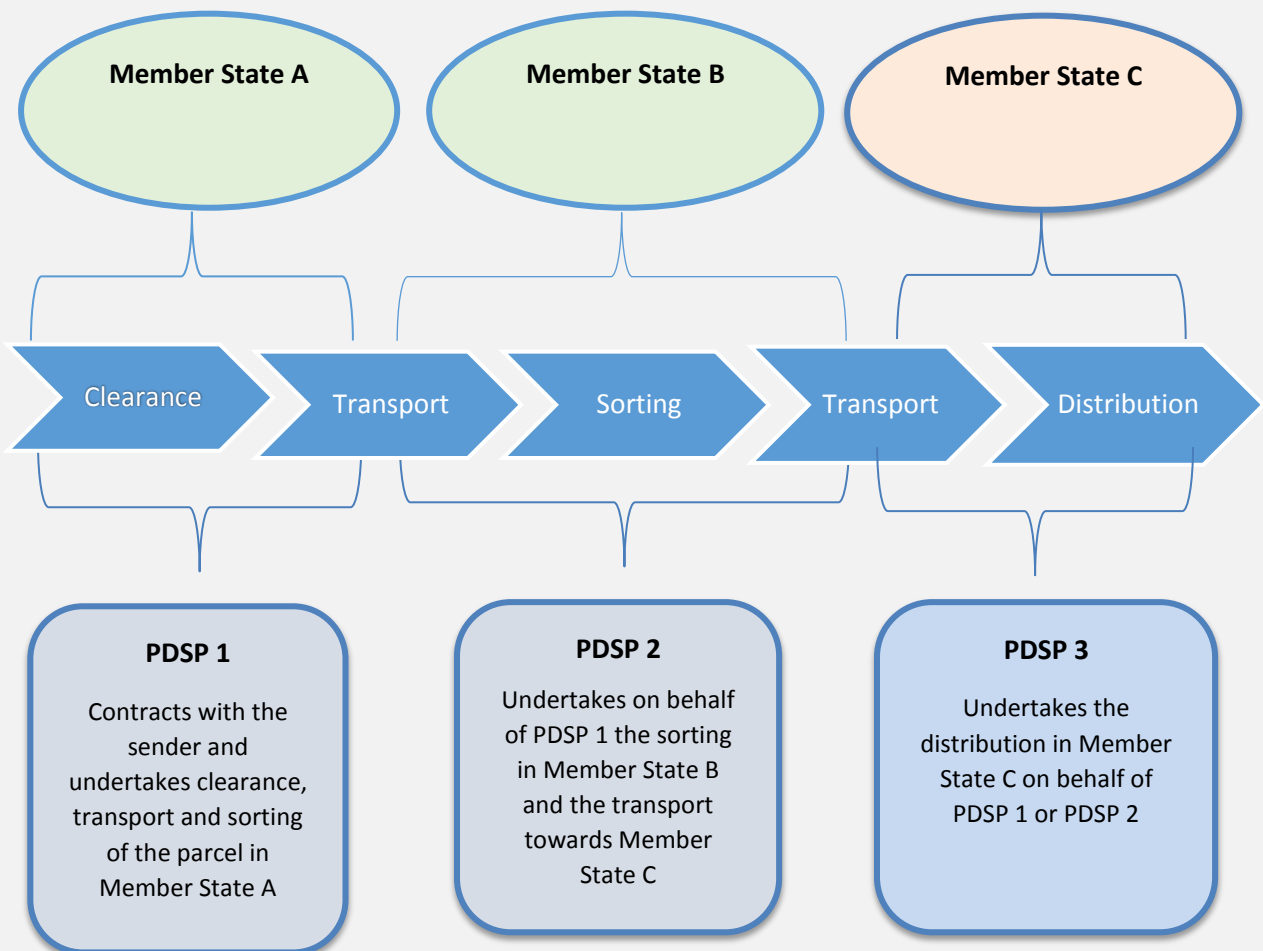 Member State A
Member State B
Member State C
Clearance
Transport
Sorting
Transport
Distribution
PDSP 1
Contracts with the
sender and
undertakes clearance,
transport and sorting
of the parcel in
Member State A
PDSP 2
Undertakes on behalf
of PDSP 1 the sorting
in Member State B
and the transport
towards Member
State C
PDSP 3
Undertakes the
distribution in Member
State C on behalf of
PDSP 1 or PDSP 2